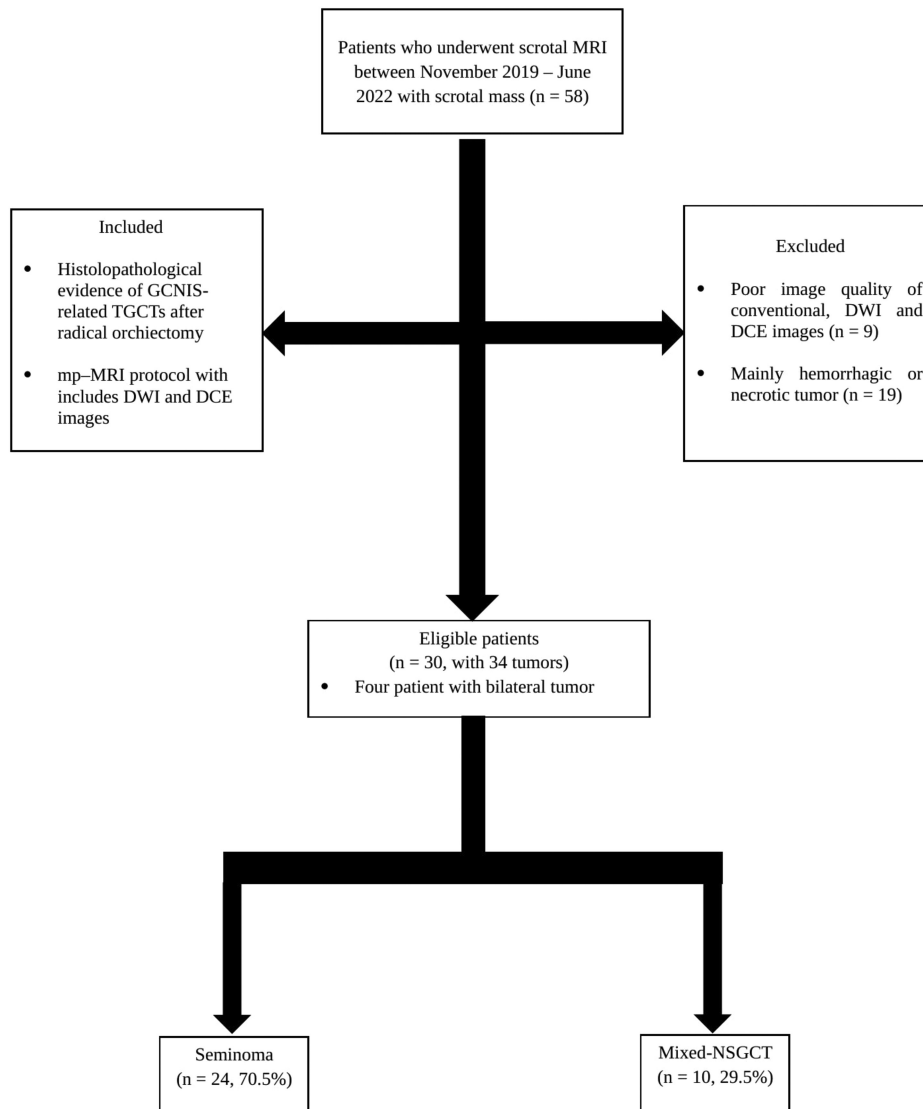 Patients who underwent scrotal MRI
between November 2019 – June
2022 with scrotal mass (n = 58)
Included
• Histolopathological
evidence of GCNIS-
related TGCTs after
radical orchiectomy
• mp–MRI protocol with
includes DWI and DCE
images
Excluded
• Poor image quality of
conventional, DWI and
DCE images (n = 9)
• Mainly hemorrhagic or
necrotic tumor (n = 19)
Eligible patients
(n = 30, with 34 tumors)
• Four patient with bilateral tumor
Seminoma
(n = 24, 70.5%)
Mixed-NSGCT
(n = 10, 29.5%)